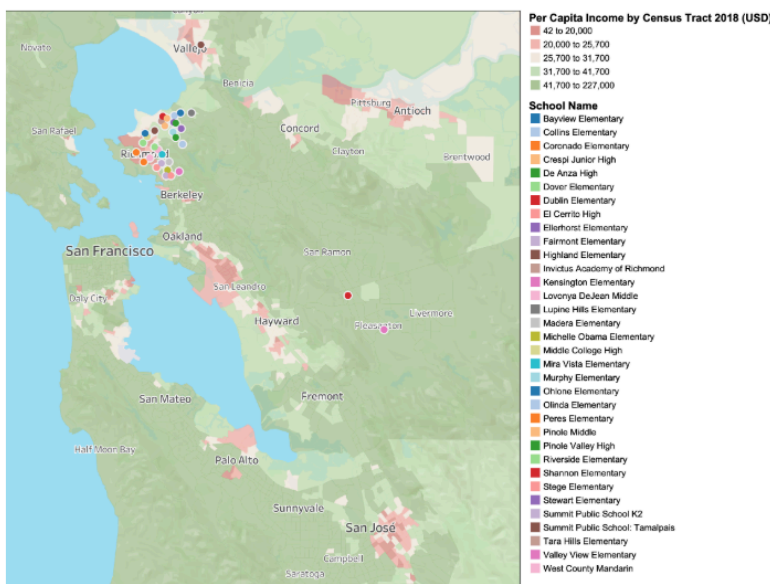 Canyon
Novato
Vallejo
Benicia
Pittsburg
Antioch
San Rafael
Concord
Richmond
Clayton
Brentwood
Berkeley
Oakland
San Francisco
San Ramon
San Leandro
Daly City
Livermore
Hayward
Pleasanton
San Mateo
Fremont
Half Moon Bay
Palo Alto
Sunnyvale
San José
Campbell
Saratoga
Per Capita Income by Census Tract 2018 (USD)
42 to 20,000
20,000 to 25,700
25,700 to 31,700
31,700 to 41,700
41,700 to 227,000
School Name
Bayview Elementary
Collins Elementary
Coronado Elementary
Crespi Junior High
De Anza High
Dover Elementary
Dublin Elementary
El Cerrito High
Ellerhorst Elementary
Fairmont Elementary
Highland Elementary
Invictus Academy of Richmond
Kensington Elementary
Lovonya DeJean Middle
Lupine Hills Elementary
Madera Elementary
Michelle Obama Elementary
Middle College High
Mira Vista Elementary
Murphy Elementary
Ohlone Elementary
Olinda Elementary
Peres Elementary
Pinole Middle
Pinole Valley High
Riverside Elementary
Shannon Elementary
Stege Elementary
Stewart Elementary
Summit Public School K2
Summit Public School: Tamalpais
Tara Hills Elementary
Valley View Elementary
West County Mandarin